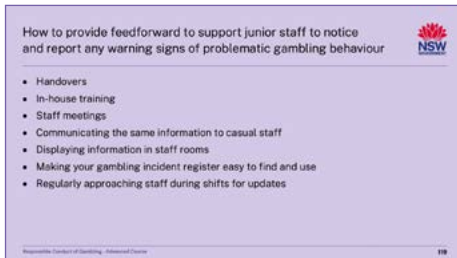 How to provide feedforward to support junior staff to notice
and report any warning signs of problematic gambling behaviour
NSW
GOVERNMENT
• Handovers
• In-house training
• Staff meetings
• Communicating the same information to casual staff
• Displaying information in staff rooms
• Making your gambling incident register easy to find and use
• Regularly approaching staff during shifts for updates
Responsible Conduct of Gambling - Advanced Course
119